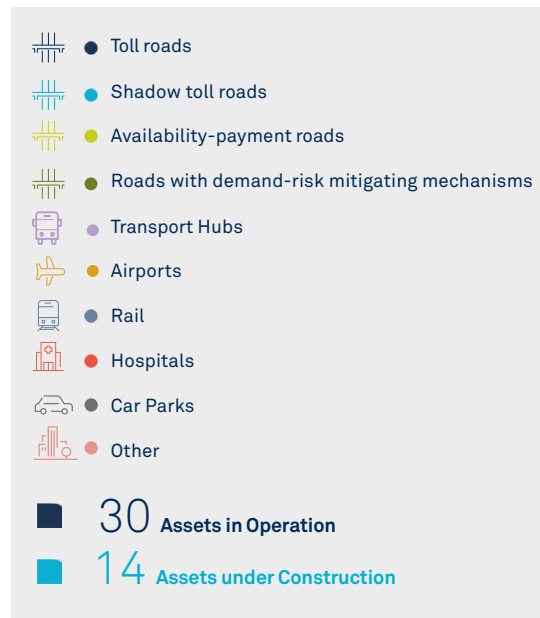 Toll roads
Shadow toll roads
Availability-payment roads
Roads with demand-risk mitigating mechanisms
Transport Hubs
Airports
Rail
Hospitals
Car Parks
Other
30 Assets in Operation
14 Assets under Construction